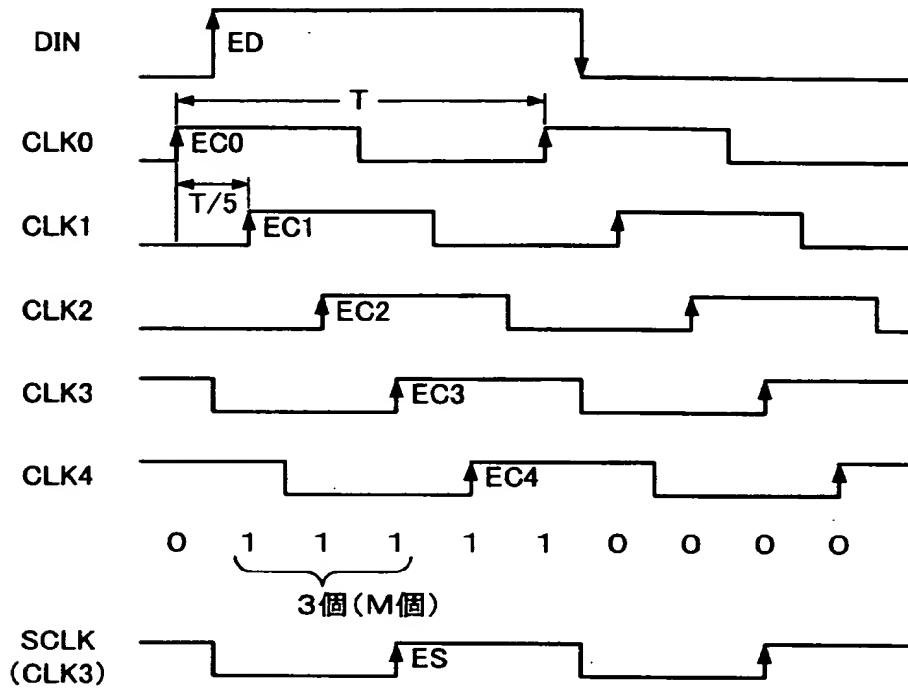 DIN
ED
T
CLK0
EC0
T/5
CLK1
EC1
CLK2
EC2
CLK3
EC3
CLK4
EC4
0 1 1 1 1 1 0 0 0 0
3個(M個)
SCLK
(CLK3)
ES